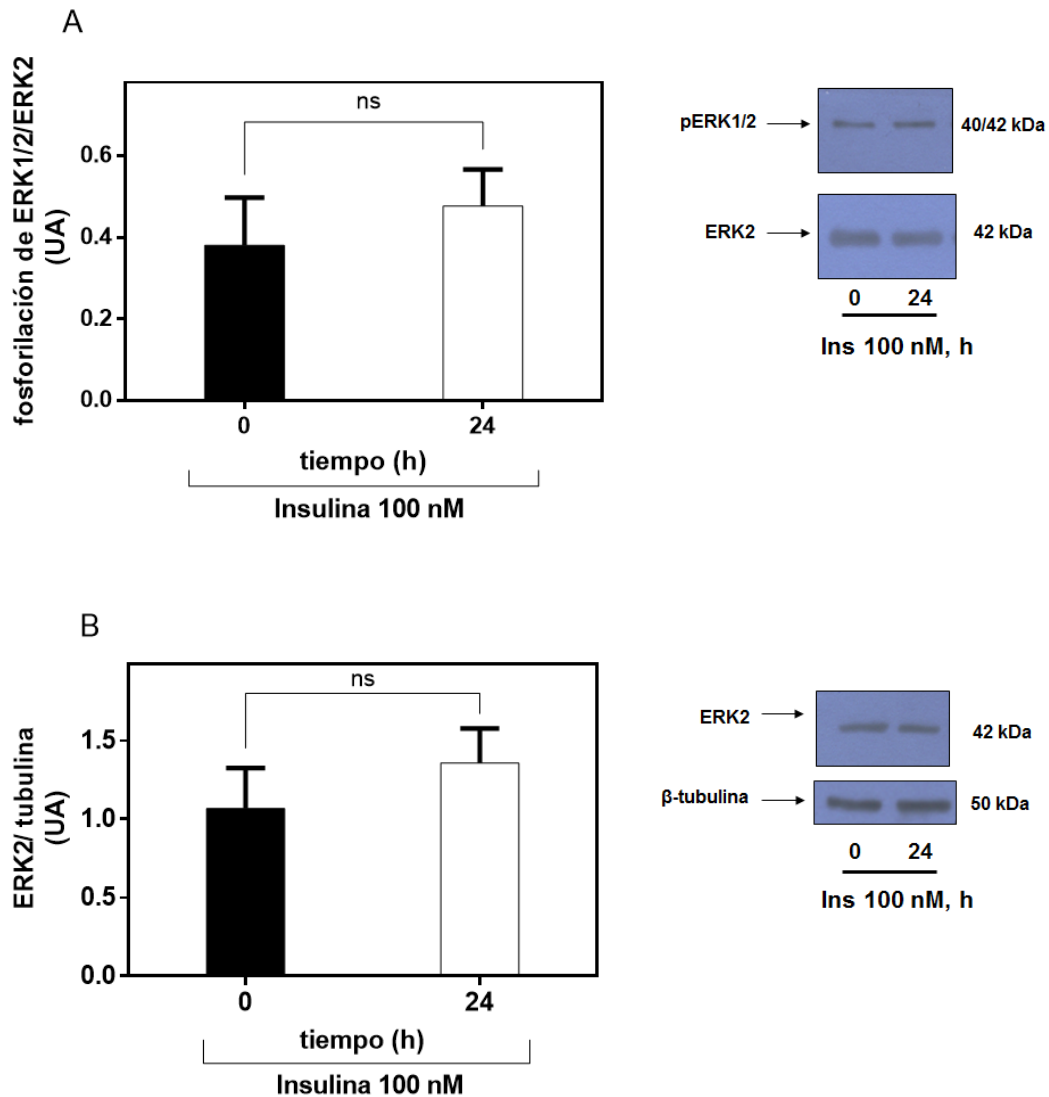 A
fosforilación de ERK1/2/ERK2
(UA)
ns
0.6
0.4
0.2
0.0
0
24
tiempo (h)
Insulina 100 nM
pERK1/2
40/42 kDa
ERK2
42 kDa
0
24
Ins 100 nM, h
B
ERK2/ tubulina
(UA)
ns
1.5
1.0
0.5
0.0
0
24
tiempo (h)
Insulina 100 nM
ERK2
42 kDa
β-tubulina
50 kDa
0
24
Ins 100 nM, h